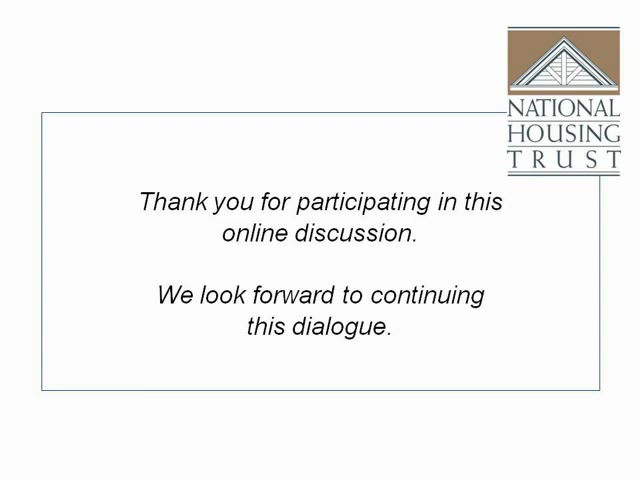 NATIONAL
HOUSING
TRUST
Thank you for participating in this
online discussion.
We look forward to continuing
this dialogue.